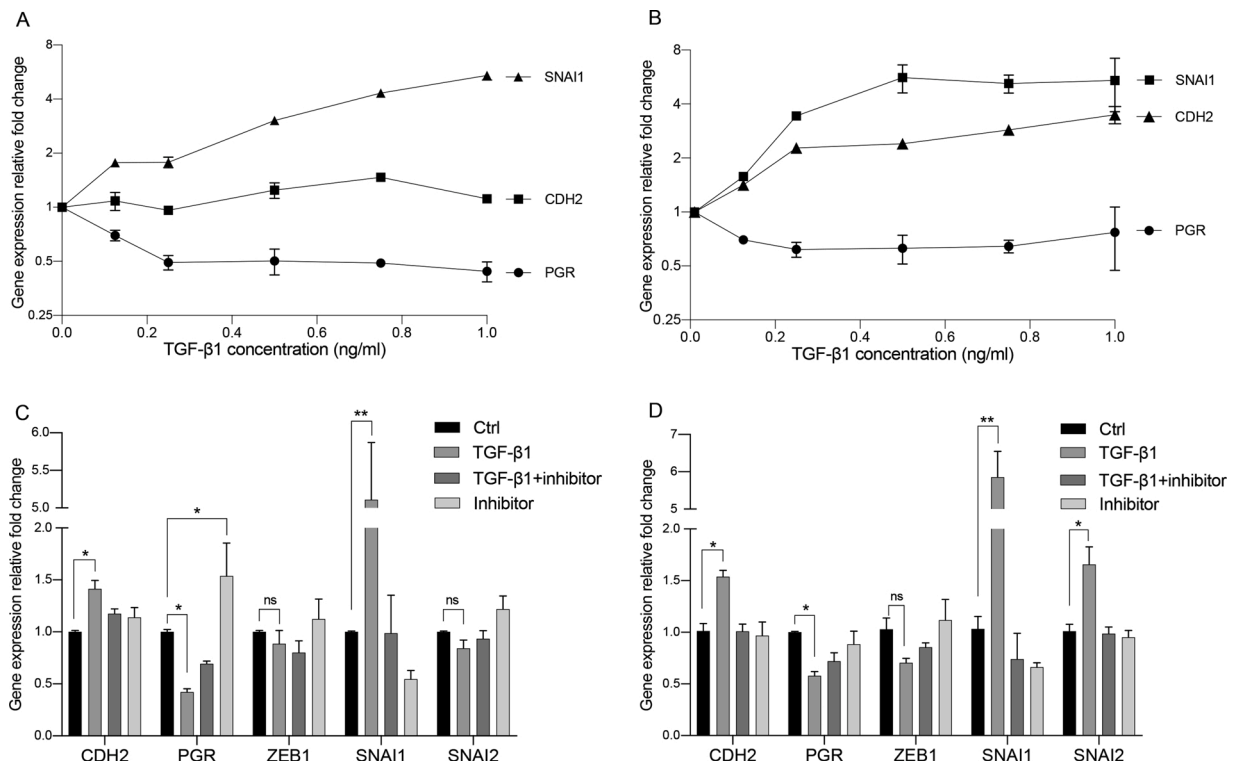 A
Gene expression relative fold change
8
4
2
1
0.5
0.25
0.0 0.2 0.4 0.6 0.8 1.0
TGF-β1 concentration (ng/ml)
SNAI1
CDH2
PGR
B
Gene expression relative fold change
8
4
2
1
0.5
0.25
0.0 0.2 0.4 0.6 0.8 1.0
TGF-β1 concentration (ng/ml)
SNAI1
CDH2
PGR
C
Gene expression relative fold change
6.0
5.5
5.0
2.0
1.5
1.0
0.5
0.0
* * * ns ** ns
Ctrl
TGF-β1
TGF-β1+inhibitor
Inhibitor
CDH2 PGR ZEB1 SNAI1 SNAI2
D
Gene expression relative fold change
7
6
5
2.0
1.5
1.0
0.5
0.0
* * ns ** *
Ctrl
TGF-β1
TGF-β1+inhibitor
Inhibitor
CDH2 PGR ZEB1 SNAI1 SNAI2